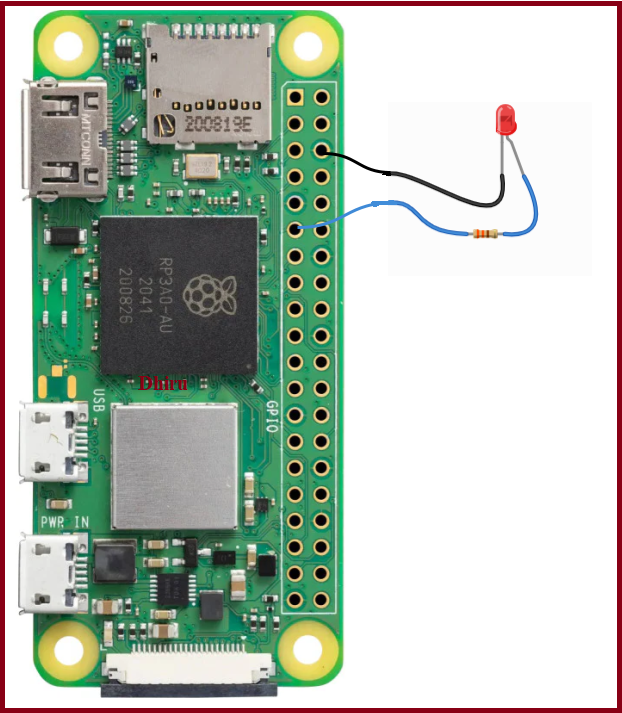 200819E
MTCONN
RP3A0-AU
2041
200826
Dhiru
USB
GPIO
PWR IN